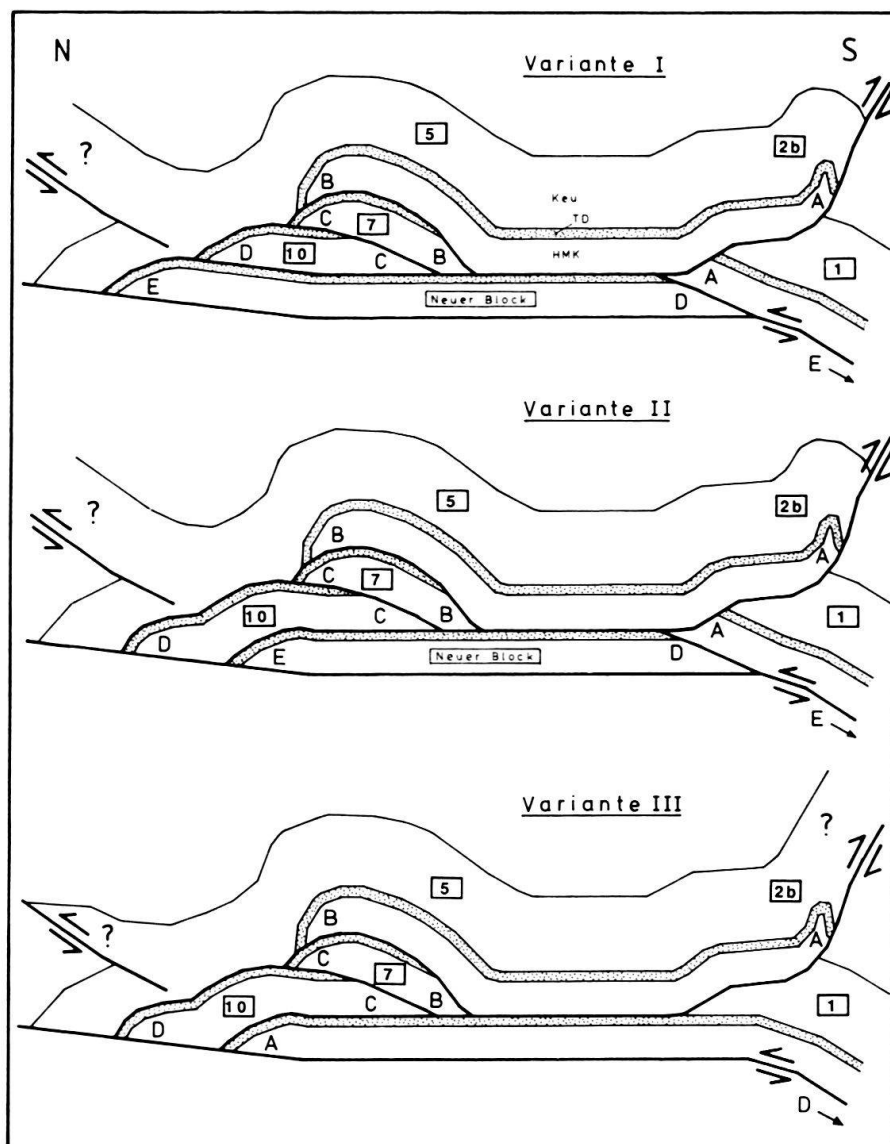 N
Variante I
S
?
5
2b
B
Keu
A
TD
C
7
HMK
D
10
C
B
A
1
E
Neuer Block
D
E
Variante II
?
5
2b
B
A
C
7
10
C
B
A
1
D
E
Neuer Block
D
E
Variante III
?
?
5
2b
B
A
C
7
10
C
B
1
D
A
D